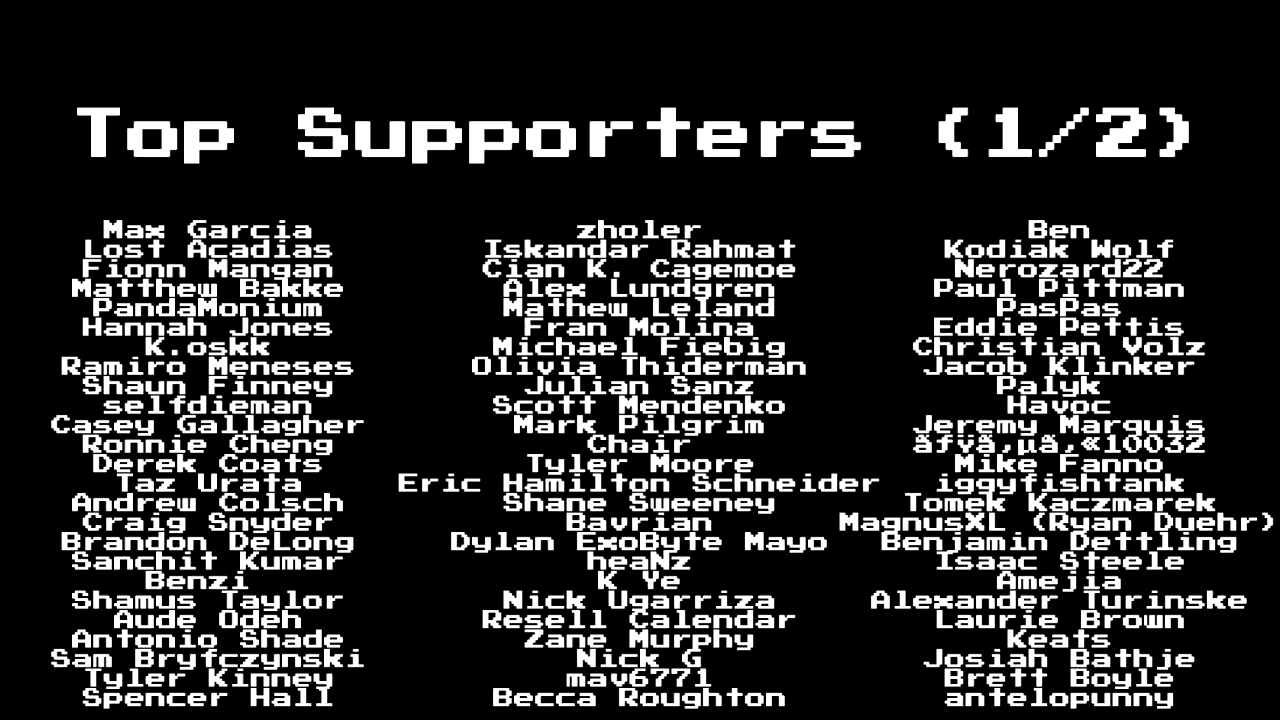 Top Supporters (1/2)
Max Garcia
Lost Acadias
Fionn Mangan
Matthew Bakke
PandaMonium
Hannah Jones
K.oskk
Ramiro Meneses
Shaun Finney
selfdieman
Casey Gallagher
Ronnie Cheng
Derek Coats
Taz Urata
Andrew Colsch
Craig Snyder
Brandon DeLong
Sanchit Kumar
Benzi
Shamus Taylor
Aude Odeh
Antonio Shade
Sam Bryfczynski
Tyler Kinney
Spencer Hall
zholer
Iskandar Rahmat
Cian K. Cagemoe
Alex Lundgren
Mathew Leland
Fran Molina
Michael Fiebig
Olivia Thiderman
Julian Sanz
Scott Mendenko
Mark Pilgrim
Chair
Tyler Moore
Eric Hamilton Schneider
Shane Sweeney
Bavrian
Dylan ExoByte Mayo
heaNz
K Ye
Nick Ugarriza
Resell Calendar
Zane Murphy
Nick G
mav6771
Becca Roughton
Ben
Kodiak Wolf
Nerozard22
Paul Pittman
PasPas
Eddie Pettis
Christian Volz
Jacob Klinker
Palyk
Havoc
Jeremy Marquis
ãƒŸã‚µã‚«10032
Mike Fanno
iggyfishtank
Tomek Kaczmarek
MagnusXL (Ryan Duehr)
Benjamin Dettling
Isaac Steele
Amejia
Alexander Turinske
Laurie Brown
Keats
Josiah Bathje
Brett Boyle
antelopunny